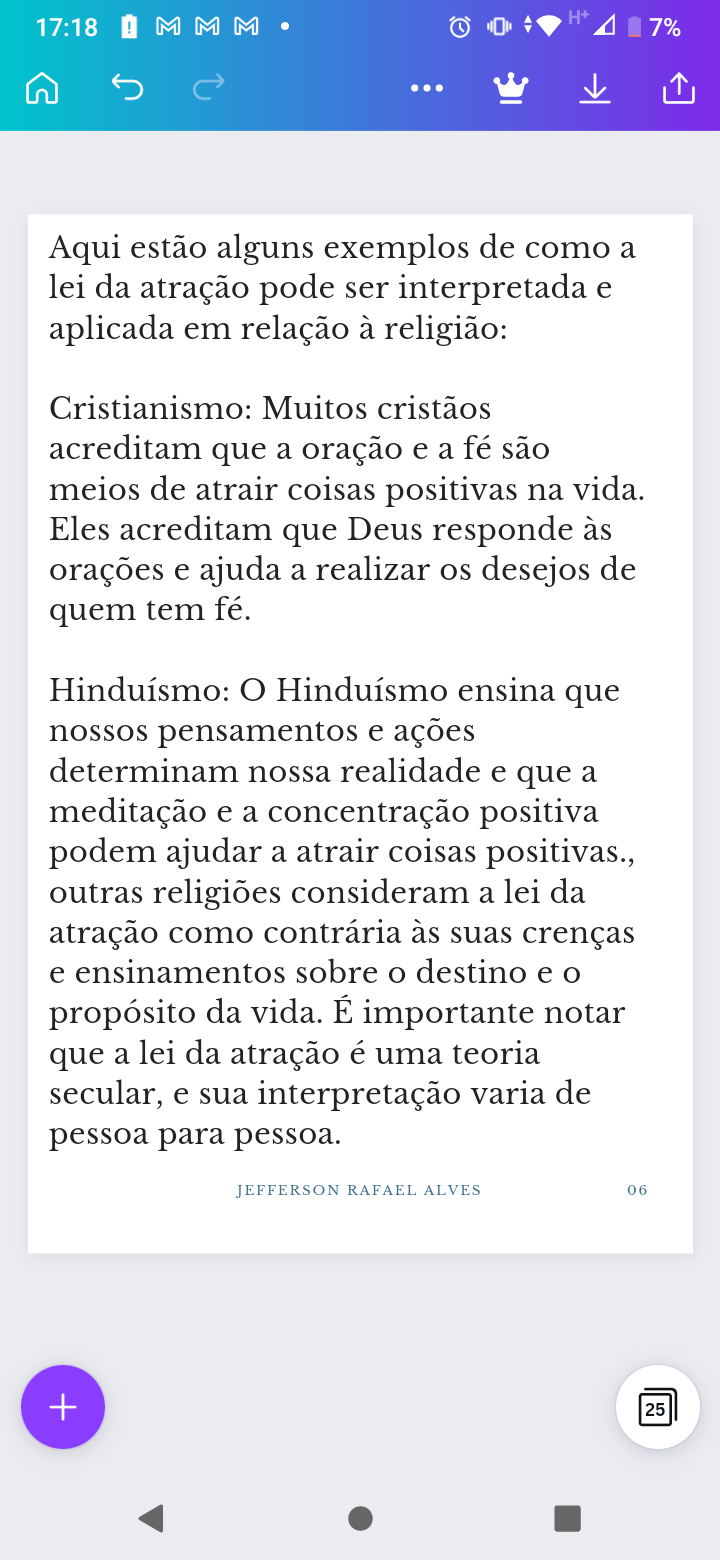 17:18
H+
7%
Aqui estão alguns exemplos de como a
lei da atração pode ser interpretada e
aplicada em relação à religião:
Cristianismo: Muitos cristãos
acreditam que a oração e a fé são
meios de atrair coisas positivas na vida.
Eles acreditam que Deus responde às
orações e ajuda a realizar os desejos de
quem tem fé.
Hinduísmo: O Hinduísmo ensina que
nossos pensamentos e ações
determinam nossa realidade e que a
meditação e a concentração positiva
podem ajudar a atrair coisas positivas.,
outras religiões consideram a lei da
atração como contrária às suas crenças
e ensinamentos sobre o destino e o
propósito da vida. É importante notar
que a lei da atração é uma teoria
secular, e sua interpretação varia de
pessoa para pessoa.
JEFFERSON RAFAEL ALVES
06
25